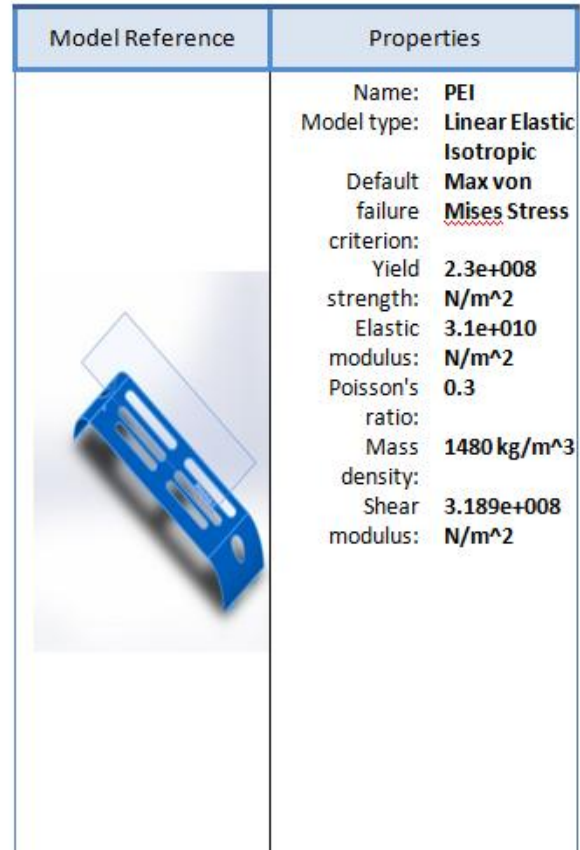 Model Reference Properties
Name: PEI
Model type: Linear Elastic
Isotropic
Default Max von
failure Mises Stress
criterion:
Yield 2.3e+008
strength: N/m^2
Elastic 3.1e+010
modulus: N/m^2
Poisson's 0.3
ratio:
Mass 1480 kg/m^3
density:
Shear 3.189e+008
modulus: N/m^2